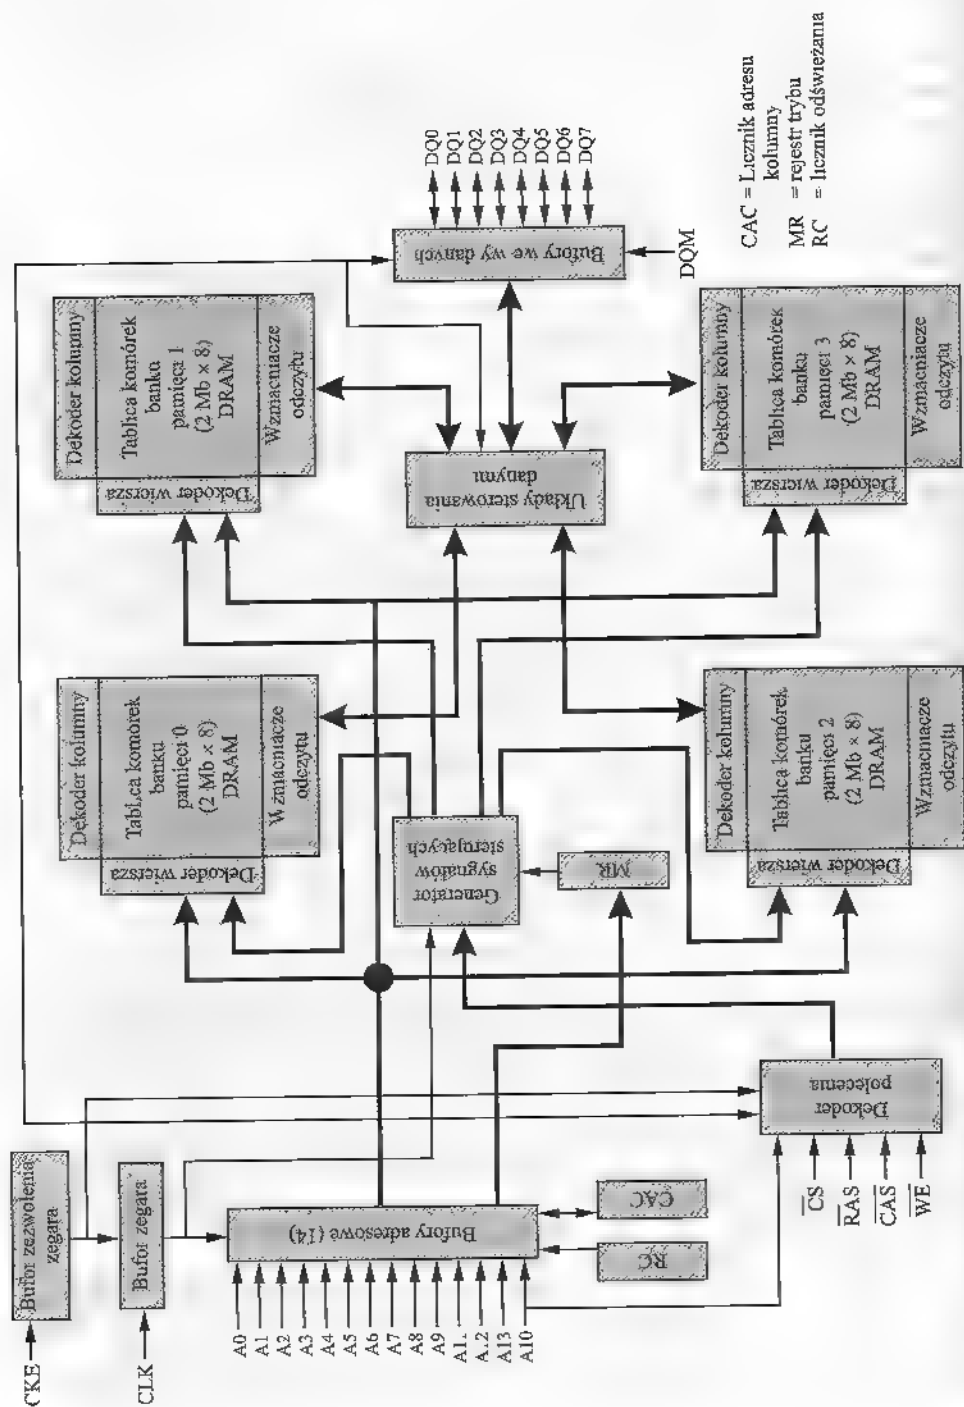 CKE
Bufor zezwolenia
zegara
CLK
Bufor zegara
A0
A1
A2
A3
A4
A5
A6
A7
A8
A9
A11
A12
A13
A10
Bufory adresowe (14)
RC
CAC
CS
RAS
CAS
WE
Dekoder
polecenia
Generator
sygnałów
sterujących
MR
Dekoder kolumny
Tablica komórek
banku
pamięci 0
(2 Mb × 8)
DRAM
Wzmacniacze
odczytu
Dekoder wiersza
Dekoder kolumny
Tablica komórek
banku
pamięci 1
(2 Mb × 8)
DRAM
Wzmacniacze
odczytu
Dekoder wiersza
Dekoder kolumny
Tablica komórek
banku
pamięci 2
(2 Mb × 8)
DRAM
Wzmacniacze
odczytu
Dekoder wiersza
Dekoder kolumny
Tablica komórek
banku
pamięci 3
(2 Mb × 8)
DRAM
Wzmacniacze
odczytu
Dekoder wiersza
Układy sterowania
danymi
Bufory we wy danych
DQ0
DQ1
DQ2
DQ3
DQ4
DQ5
DQ6
DQ7
DQM
CAC = Licznik adresu
kolumny
MR = rejestr trybu
RC = licznik odświeżania